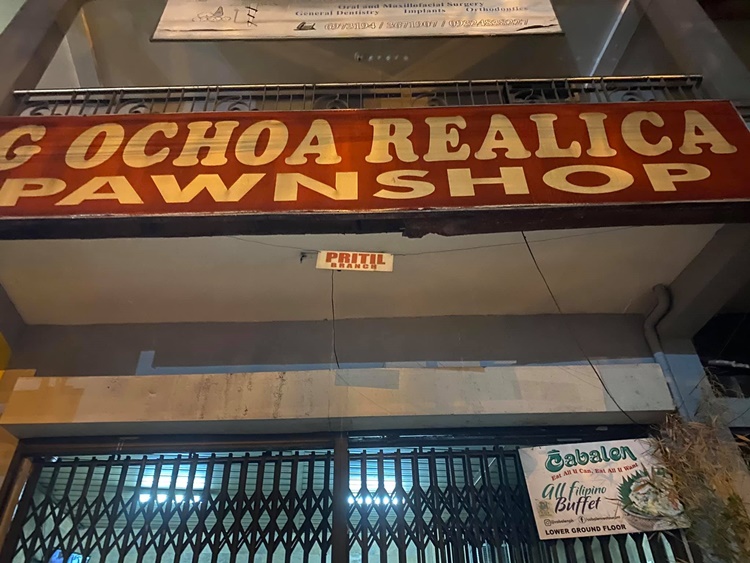 Oral and Maxillofacial Surgery
General Dentistry Implants Orthodontics
G OCHOA REALICA
PAWNSHOP
PRITIL
BRANCH
Cabalen
Eat All U Can, Eat All U Want
All Filipino
Buffet
LOWER GROUND FLOOR